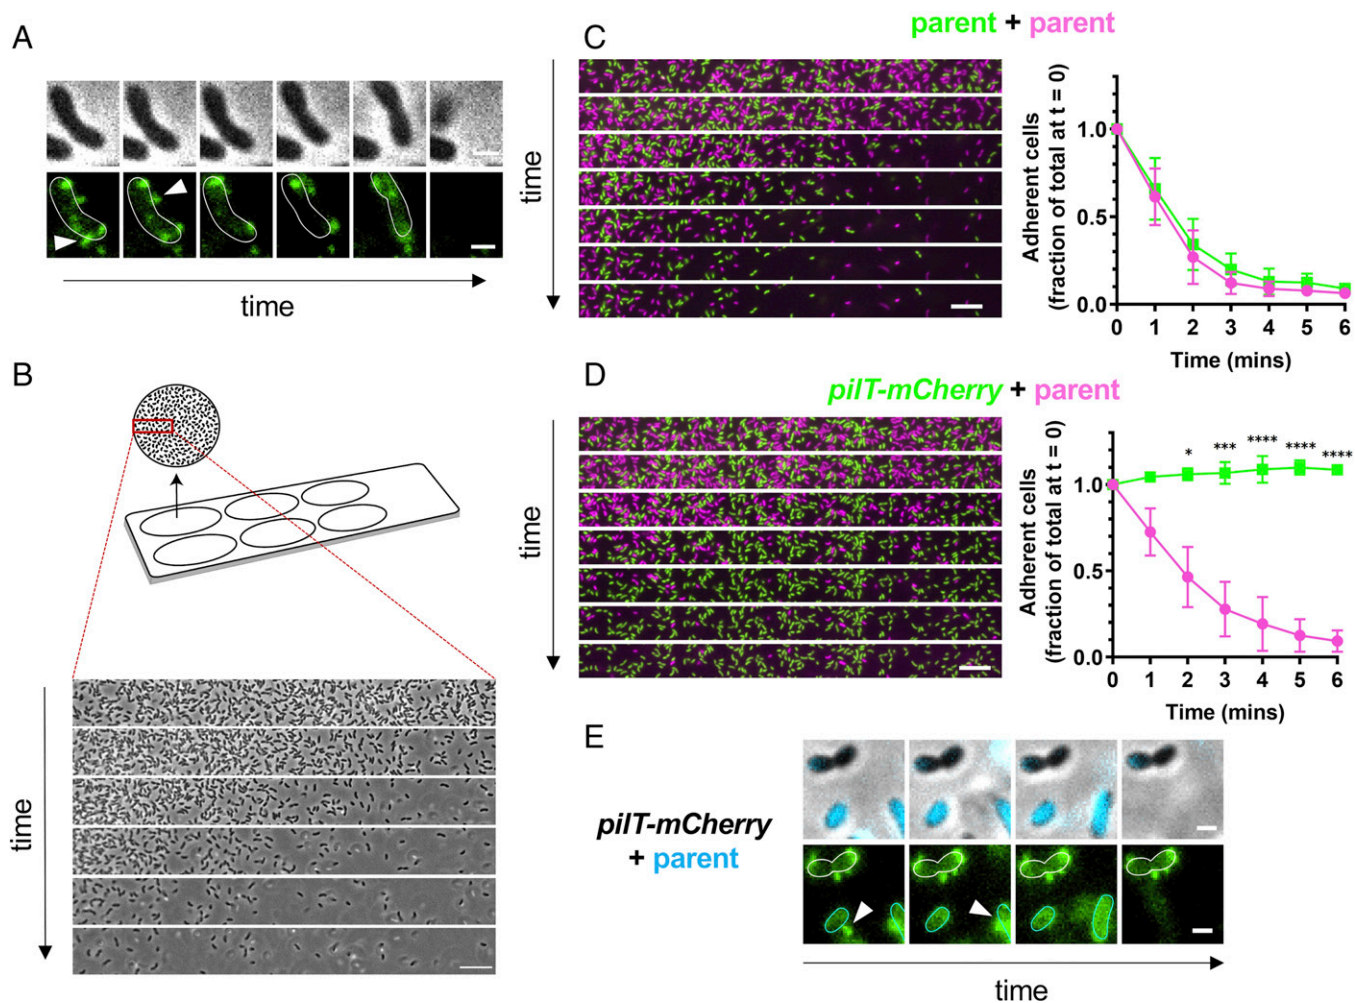 A
time
B
time
C
parent + parent
time
Adherent cells
(fraction of total at t = 0)
1.0
0.5
0.0
0 1 2 3 4 5 6
Time (mins)
D
pilT-mCherry + parent
time
Adherent cells
(fraction of total at t = 0)
* *** **** **** ****
1.0
0.5
0.0
0 1 2 3 4 5 6
Time (mins)
E
pilT-mCherry
+ parent
time